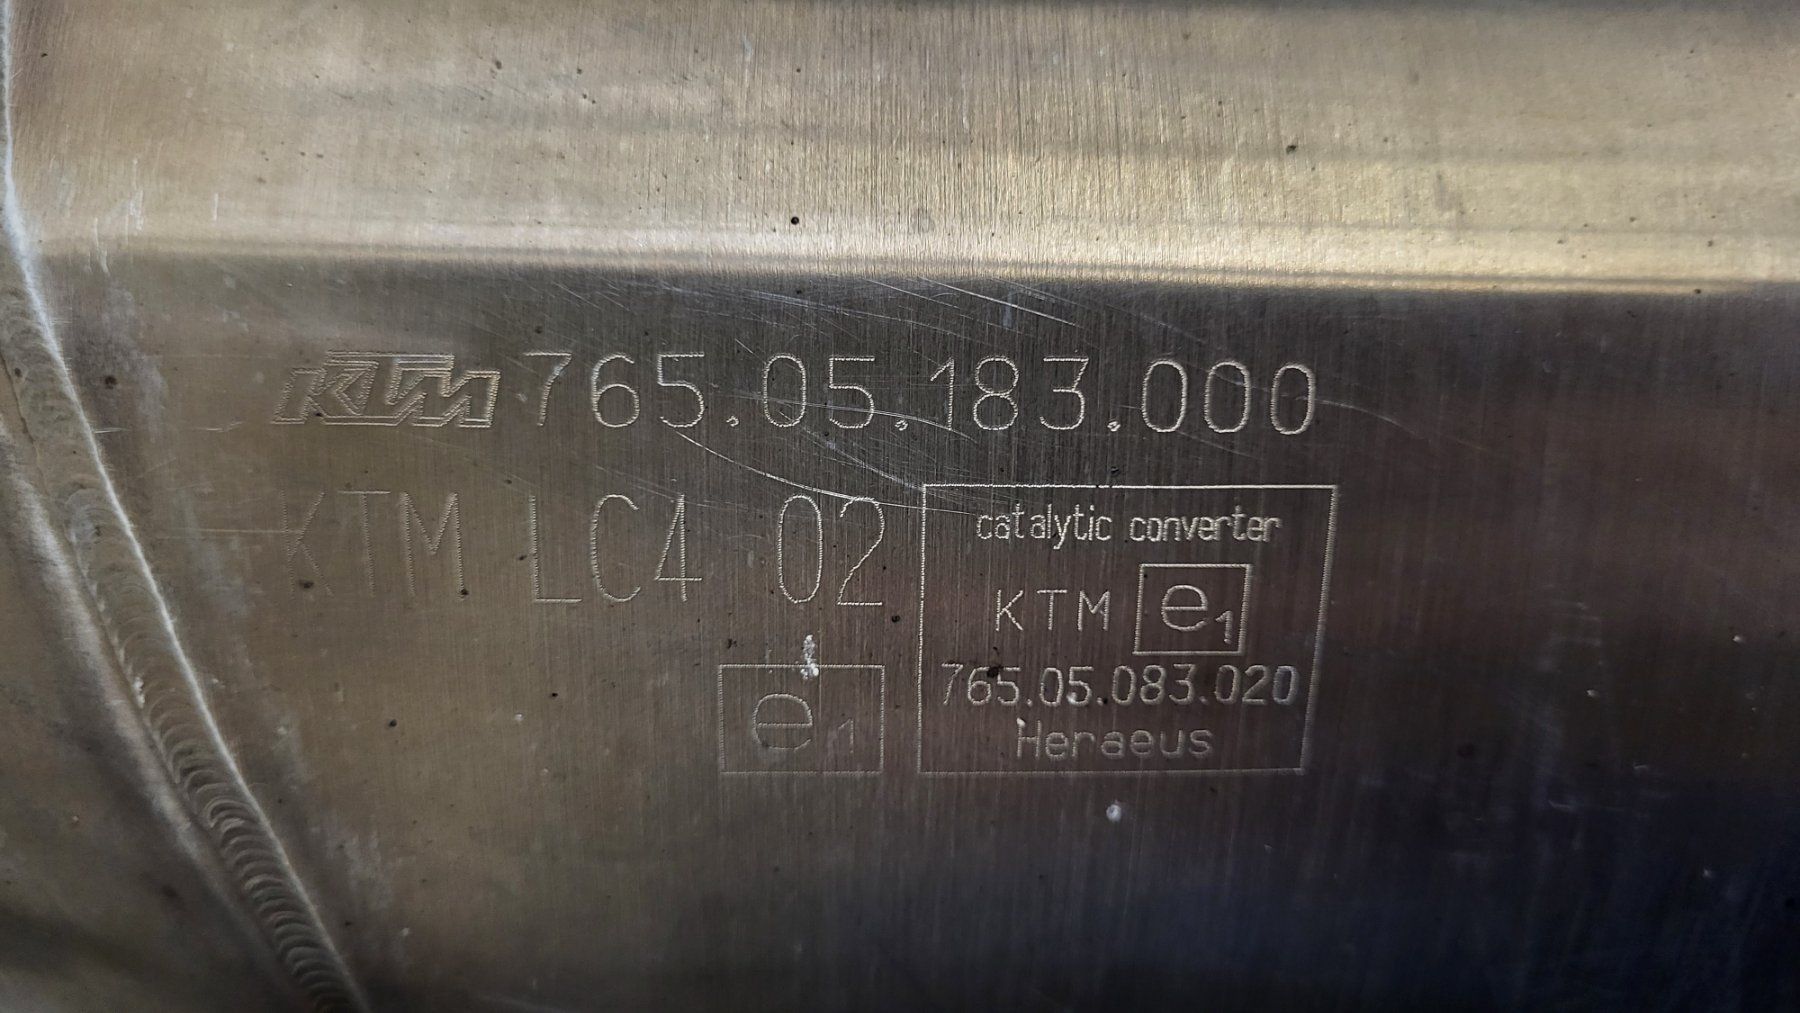 KTM 765.05.183.000
KTM LC4 02
e1
catalytic converter
KTM e1
765.05.083.020
Heraeus